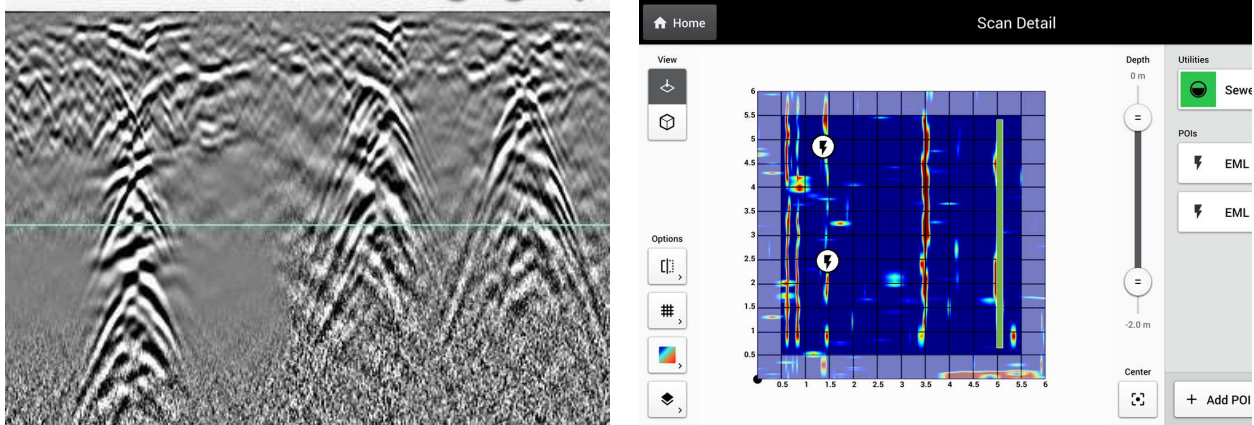 Home
Scan Detail
View
Depth
0 m
Utilities
Sewe
POIs
EML
EML
Options
-2.0 m
Center
+ Add POI
6
5.5
5
4.5
4
3.5
3
2.5
2
1.5
1
0.5
0.5 1 1.5 2 2.5 3 3.5 4 4.5 5 5.5 6